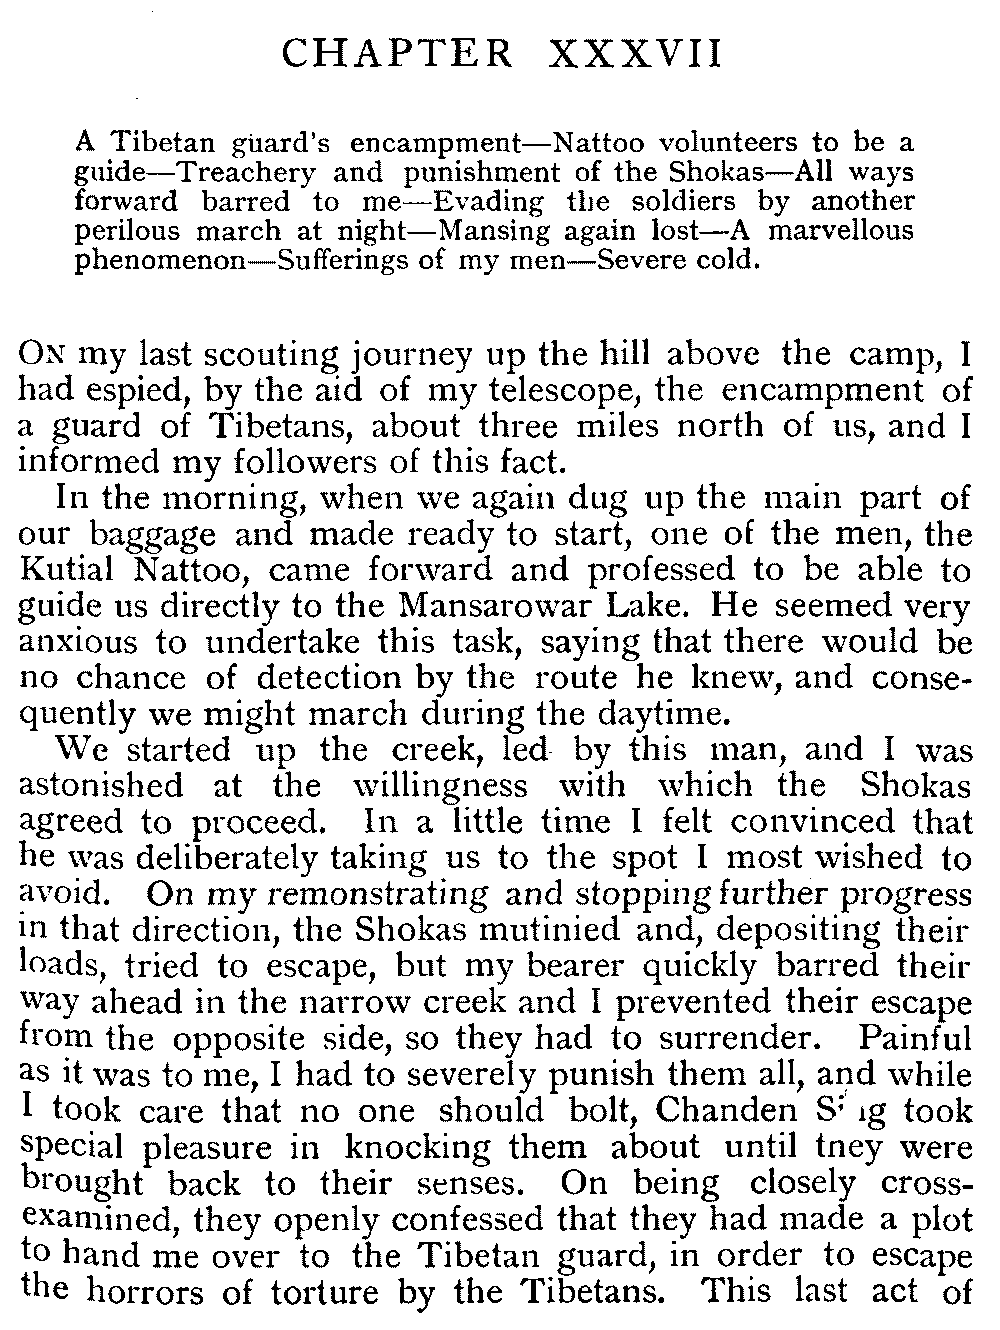 CHAPTER XXXVII
A Tibetan guard's encampment—Nattoo volunteers to be a
guide—Treachery and punishment of the Shokas—All ways
forward barred to me—Evading the soldiers by another
perilous march at night—Mansing again lost—A marvellous
phenomenon—Sufferings of my men—Severe cold.
ON my last scouting journey up the hill above the camp, I
had espied, by the aid of my telescope, the encampment of
a guard of Tibetans, about three miles north of us, and I
informed my followers of this fact.
In the morning, when we again dug up the main part of
our baggage and made ready to start, one of the men, the
Kutial Nattoo, came forward and professed to be able to
guide us directly to the Mansarowar Lake. He seemed very
anxious to undertake this task, saying that there would be
no chance of detection by the route he knew, and conse-
quently we might march during the daytime.
We started up the creek, led by this man, and I was
astonished at the willingness with which the Shokas
agreed to proceed. In a little time I felt convinced that
he was deliberately taking us to the spot I most wished to
avoid. On my remonstrating and stopping further progress
in that direction, the Shokas mutinied and, depositing their
loads, tried to escape, but my bearer quickly barred their
way ahead in the narrow creek and I prevented their escape
from the opposite side, so they had to surrender. Painful
as it was to me, I had to severely punish them all, and while
I took care that no one should bolt, Chanden took
special pleasure in knocking them about until they were
brought back to their senses. On being closely cross-
examined, they openly confessed that they had made a plot
to hand me over to the Tibetan guard, in order to escape
the horrors of torture by the Tibetans. This last act of